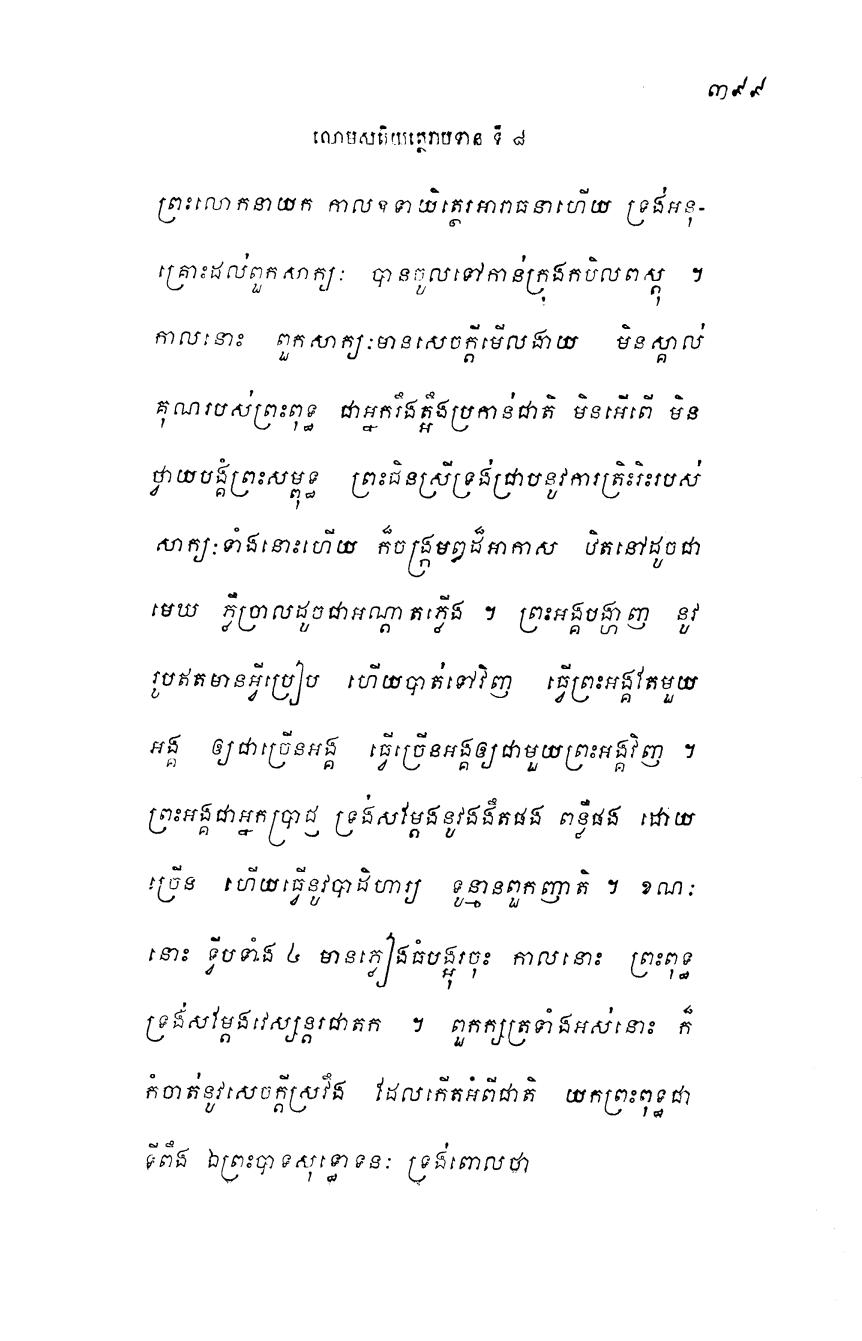 ៣៩៩
លោមសតិយត្ថេរាបទាន ទី ៨
ព្រះលោកនាយក កាលឧទាយិត្ថេរអារាធនាហើយ ទ្រង់អនុ-
គ្រោះដល់ពួកសាក្យៈ បានចូលទៅកាន់ក្រុងកបិលពស្តុ ។
កាលនោះ ពួកសាក្យៈមានសេចក្តីមើលងាយ មិនស្គាល់
គុណរបស់ព្រះពុទ្ធ ជាអ្នករឹងត្អឹងប្រកាន់ជាតិ មិនអើពើ មិន
ថ្វាយបង្គំព្រះសម្ពុទ្ធ ព្រះជិនស្រីទ្រង់ជ្រាបនូវការត្រិះរិះរបស់
សាក្យៈទាំងនោះហើយ ក៏ចង្ក្រមឰដ៏អាកាស ឋិតនៅដូចជា
មេឃ ភ្លឺច្រាលដូចជាអណ្តាតភ្លើង ។ ព្រះអង្គបង្ហាញ នូវ
រូបឥតមានអ្វីប្រៀប ហើយបាត់ទៅវិញ ធ្វើព្រះអង្គតែមួយ
អង្គ ឲ្យជាច្រើនអង្គ ធ្វើច្រើនអង្គឲ្យជាមួយព្រះអង្គវិញ ។
ព្រះអង្គជាអ្នកប្រាជ្ញ ទ្រង់សម្តែងនូវងងឹតផង ពន្លឺផង ដោយ
ច្រើន ហើយធ្វើនូវបាដិហារ្យ ទូន្មានពួកញាតិ ។ ខណៈ
នោះ ទ្វីបទាំង ៤ មានភ្លៀងធំបង្អុរចុះ កាលនោះ ព្រះពុទ្ធ
ទ្រង់សម្តែងវេស្សន្តរជាតក ។ ពួកក្សត្រទាំងអស់នោះ ក៏
កំចាត់នូវសេចក្តីស្រវឹង ដែលកើតអំពីជាតិ យកព្រះពុទ្ធជា
ទីពឹង ឯព្រះបាទសុទ្ធោទនៈ ទ្រង់ពោលថា